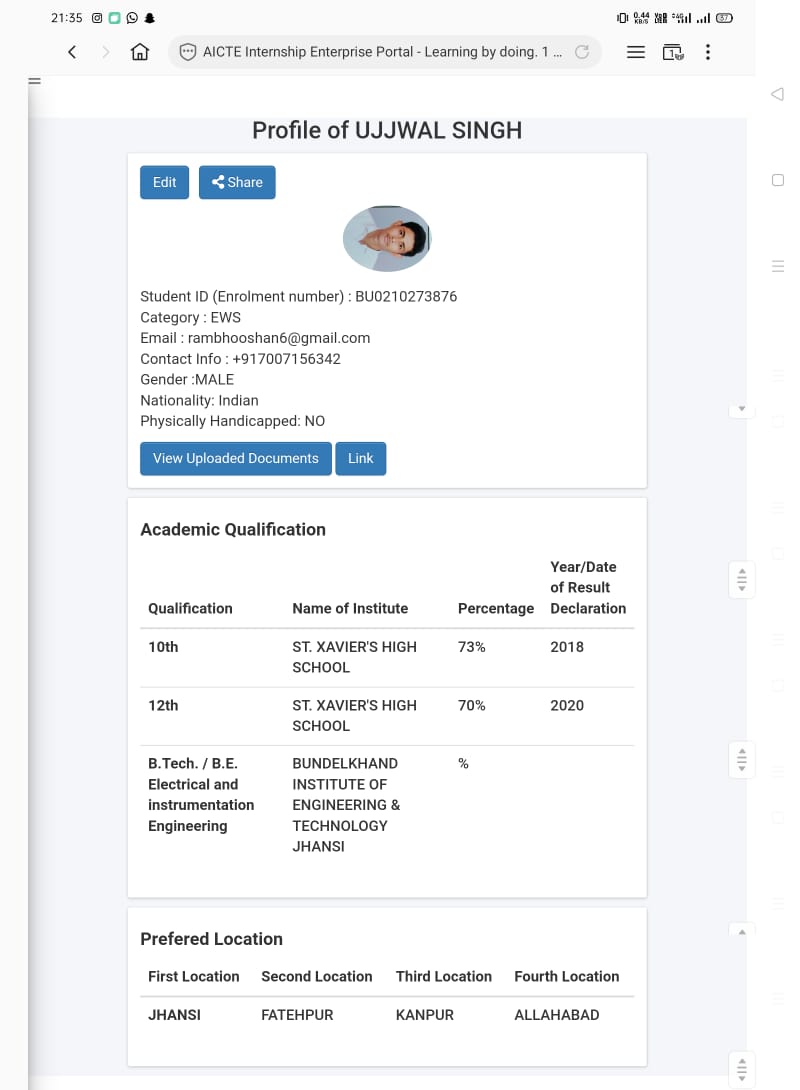 21:35
0.44 KB/S
37
AICTE Internship Enterprise Portal - Learning by doing. 1 ...
1
Profile of UJJWAL SINGH
Edit
Share
Student ID (Enrolment number) : BU0210273876
Category : EWS
Email : rambhooshan6@gmail.com
Contact Info : +917007156342
Gender :MALE
Nationality: Indian
Physically Handicapped: NO
View Uploaded Documents
Link
Academic Qualification
Qualification Name of Institute Percentage Year/Date of Result Declaration
10th ST. XAVIER'S HIGH SCHOOL 73% 2018
12th ST. XAVIER'S HIGH SCHOOL 70% 2020
B.Tech. / B.E. Electrical and instrumentation Engineering BUNDELKHAND INSTITUTE OF ENGINEERING & TECHNOLOGY JHANSI %
Prefered Location
First Location Second Location Third Location Fourth Location
JHANSI FATEHPUR KANPUR ALLAHABAD